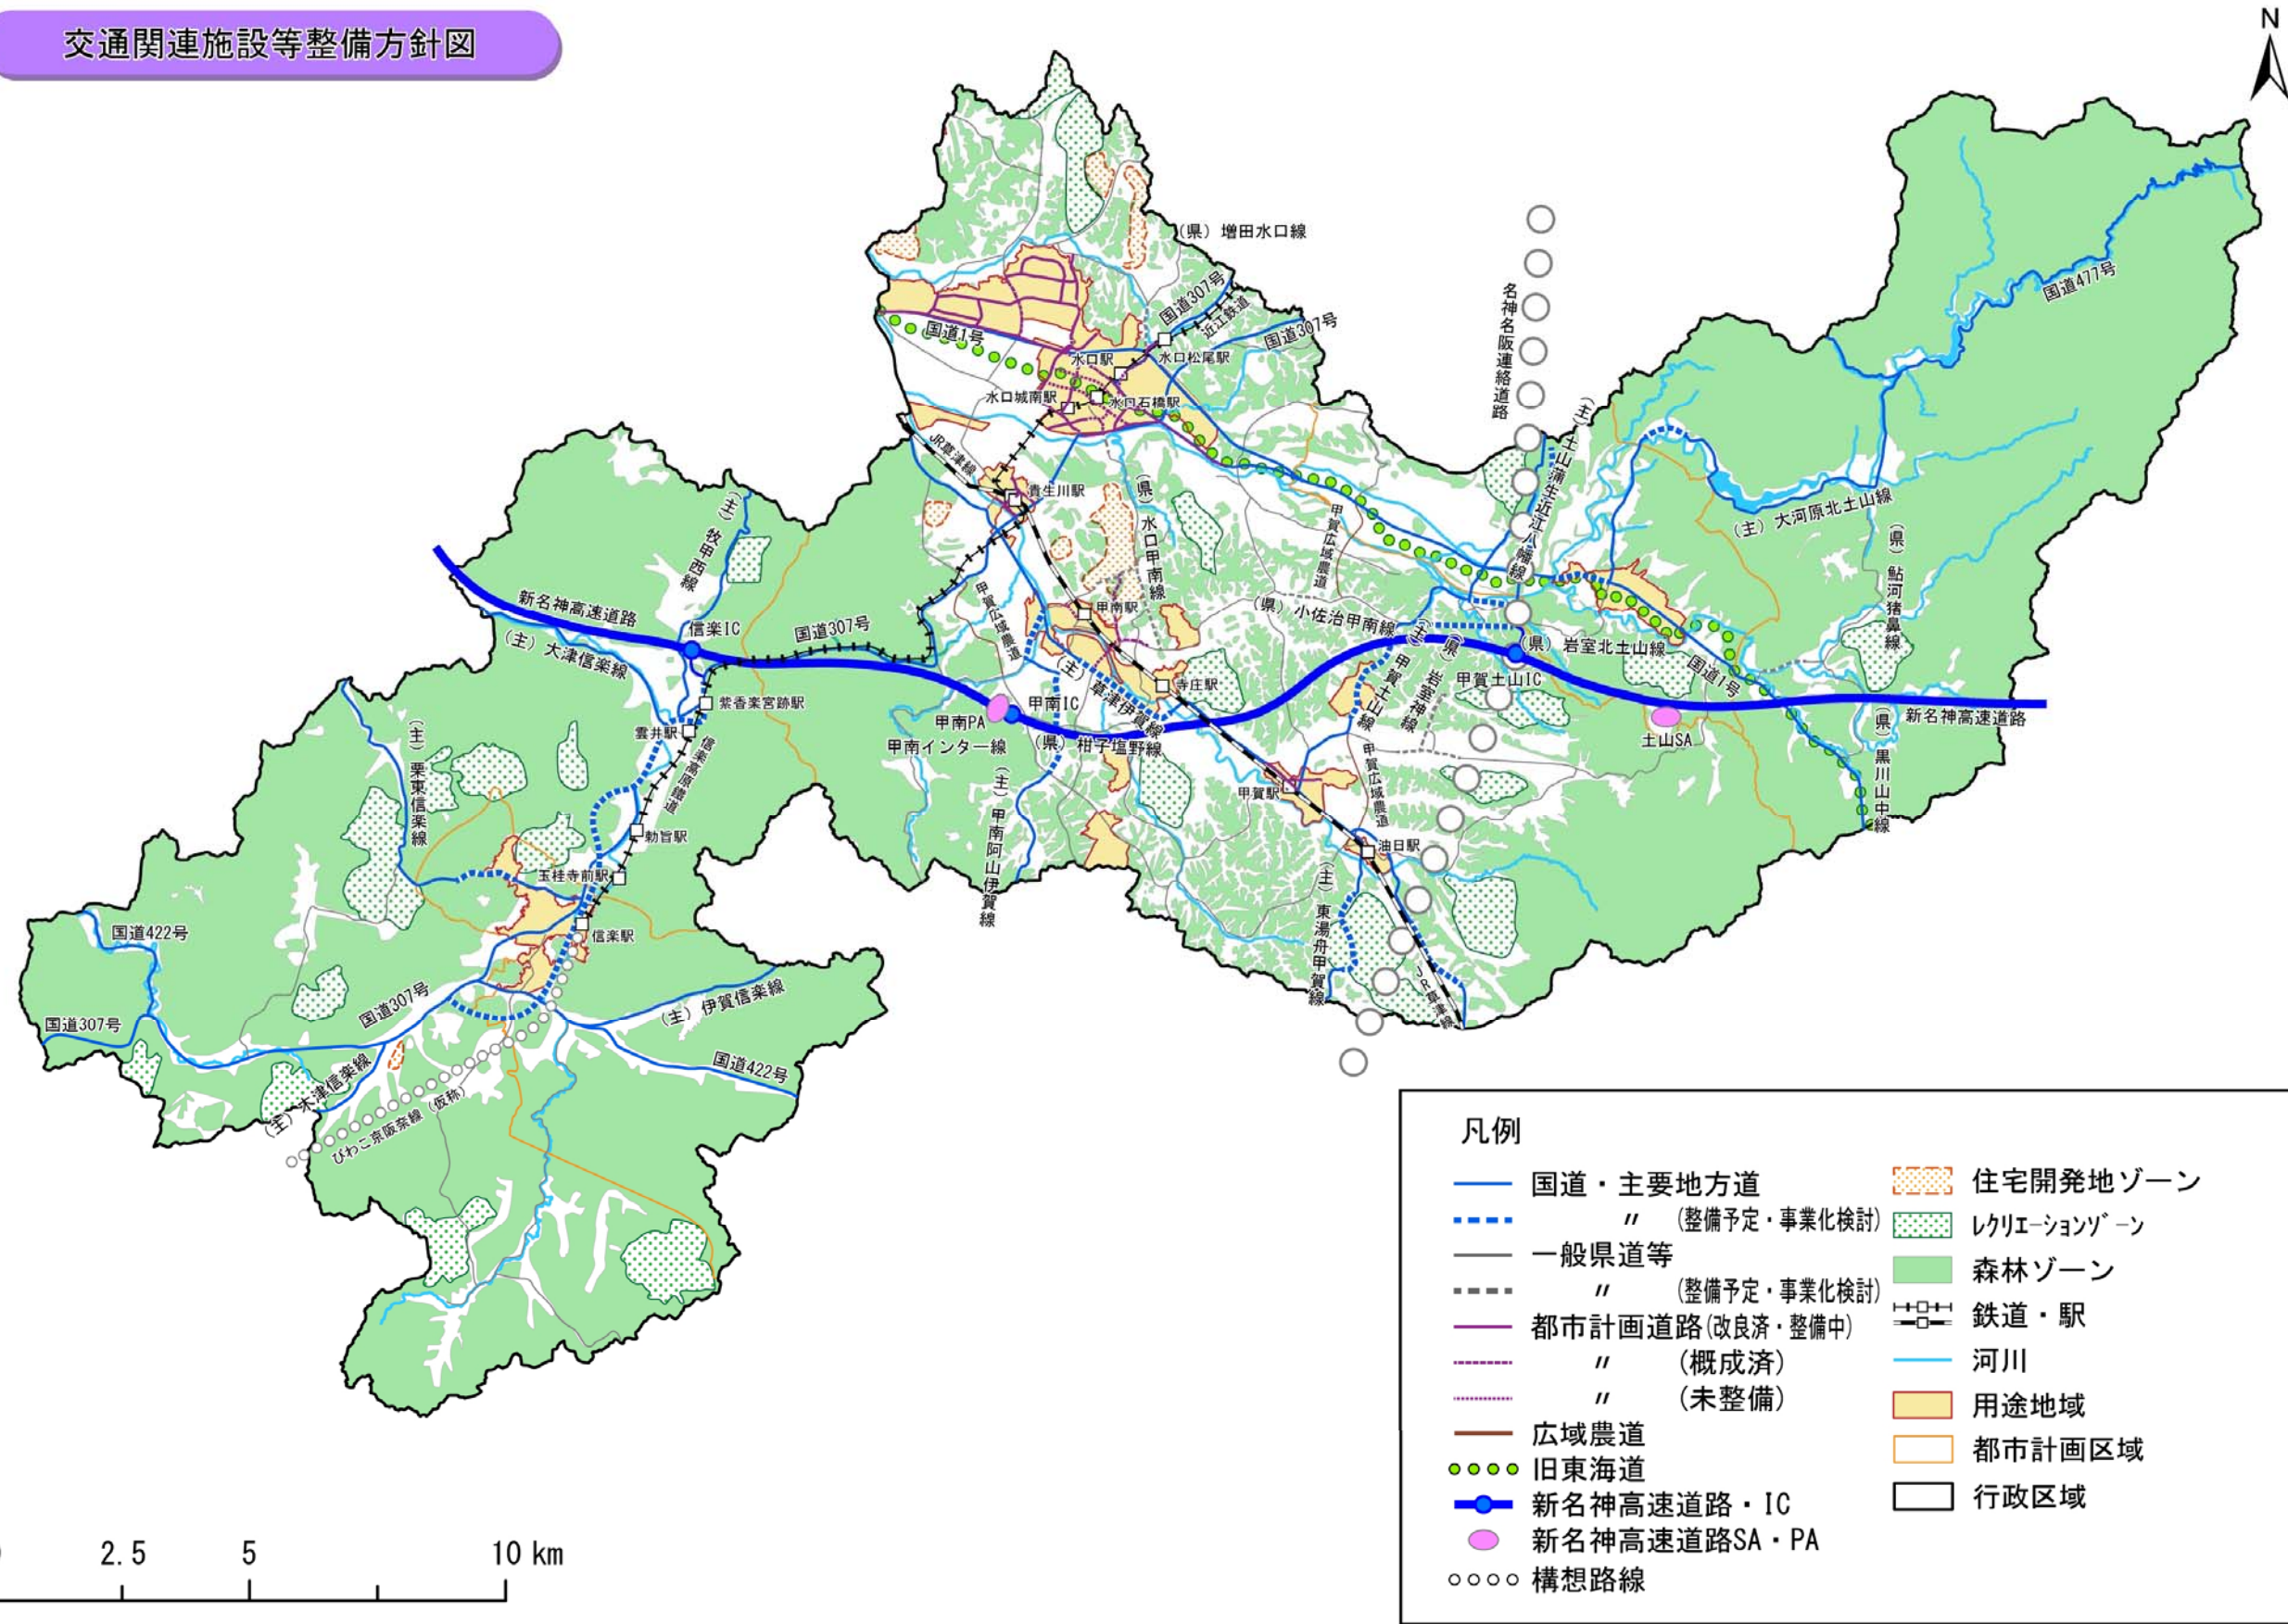 交通関連施設等整備方針図
N
(県) 増田水口線
国道307号
近江鉄道
国道307号
国道1号
水口駅
水口松尾駅
水口城南駅
水口石橋駅
名神名阪連絡道路
国道477号
JR草津線
貴生川駅
(県) 水口甲南線
甲賀広域農道
(主) 土山蒲生近江八幡線
(主) 大河原北土山線
(県) 鮎河猪鼻線
(主) 牧甲西線
新名神高速道路
信楽IC
国道307号
(主) 大津信楽線
甲賀広域農道
甲南駅
(県) 小佐治甲南線
(主) 甲賀土山線
(県) 岩室神線
(県) 岩室北土山線
甲賀土山IC
国道1号
(主) 草津伊賀線
寺庄駅
紫香楽宮跡駅
雲井駅
信楽高原鐵道
甲南PA
甲南IC
甲南インター線
(県) 柑子塩野線
土山SA
新名神高速道路
(県) 黒川山中線
(主) 栗東信楽線
(主) 甲南阿山伊賀線
甲賀駅
甲賀広域農道
勅旨駅
油日駅
玉桂寺前駅
(主) 東湯舟甲賀線
信楽駅
国道422号
国道307号
国道307号
(主) 伊賀信楽線
国道422号
JR草津線
(主) 木津信楽線
びわこ京阪奈線 (仮称)
凡例
国道・主要地方道
〃 (整備予定・事業化検討)
一般県道等
〃 (整備予定・事業化検討)
都市計画道路(改良済・整備中)
〃 (概成済)
〃 (未整備)
広域農道
旧東海道
新名神高速道路・IC
新名神高速道路SA・PA
構想路線
住宅開発地ゾーン
ﾚｸﾘｴｰｼｮﾝｿﾞｰﾝ
森林ゾーン
鉄道・駅
河川
用途地域
都市計画区域
行政区域
2.5 5 10 km